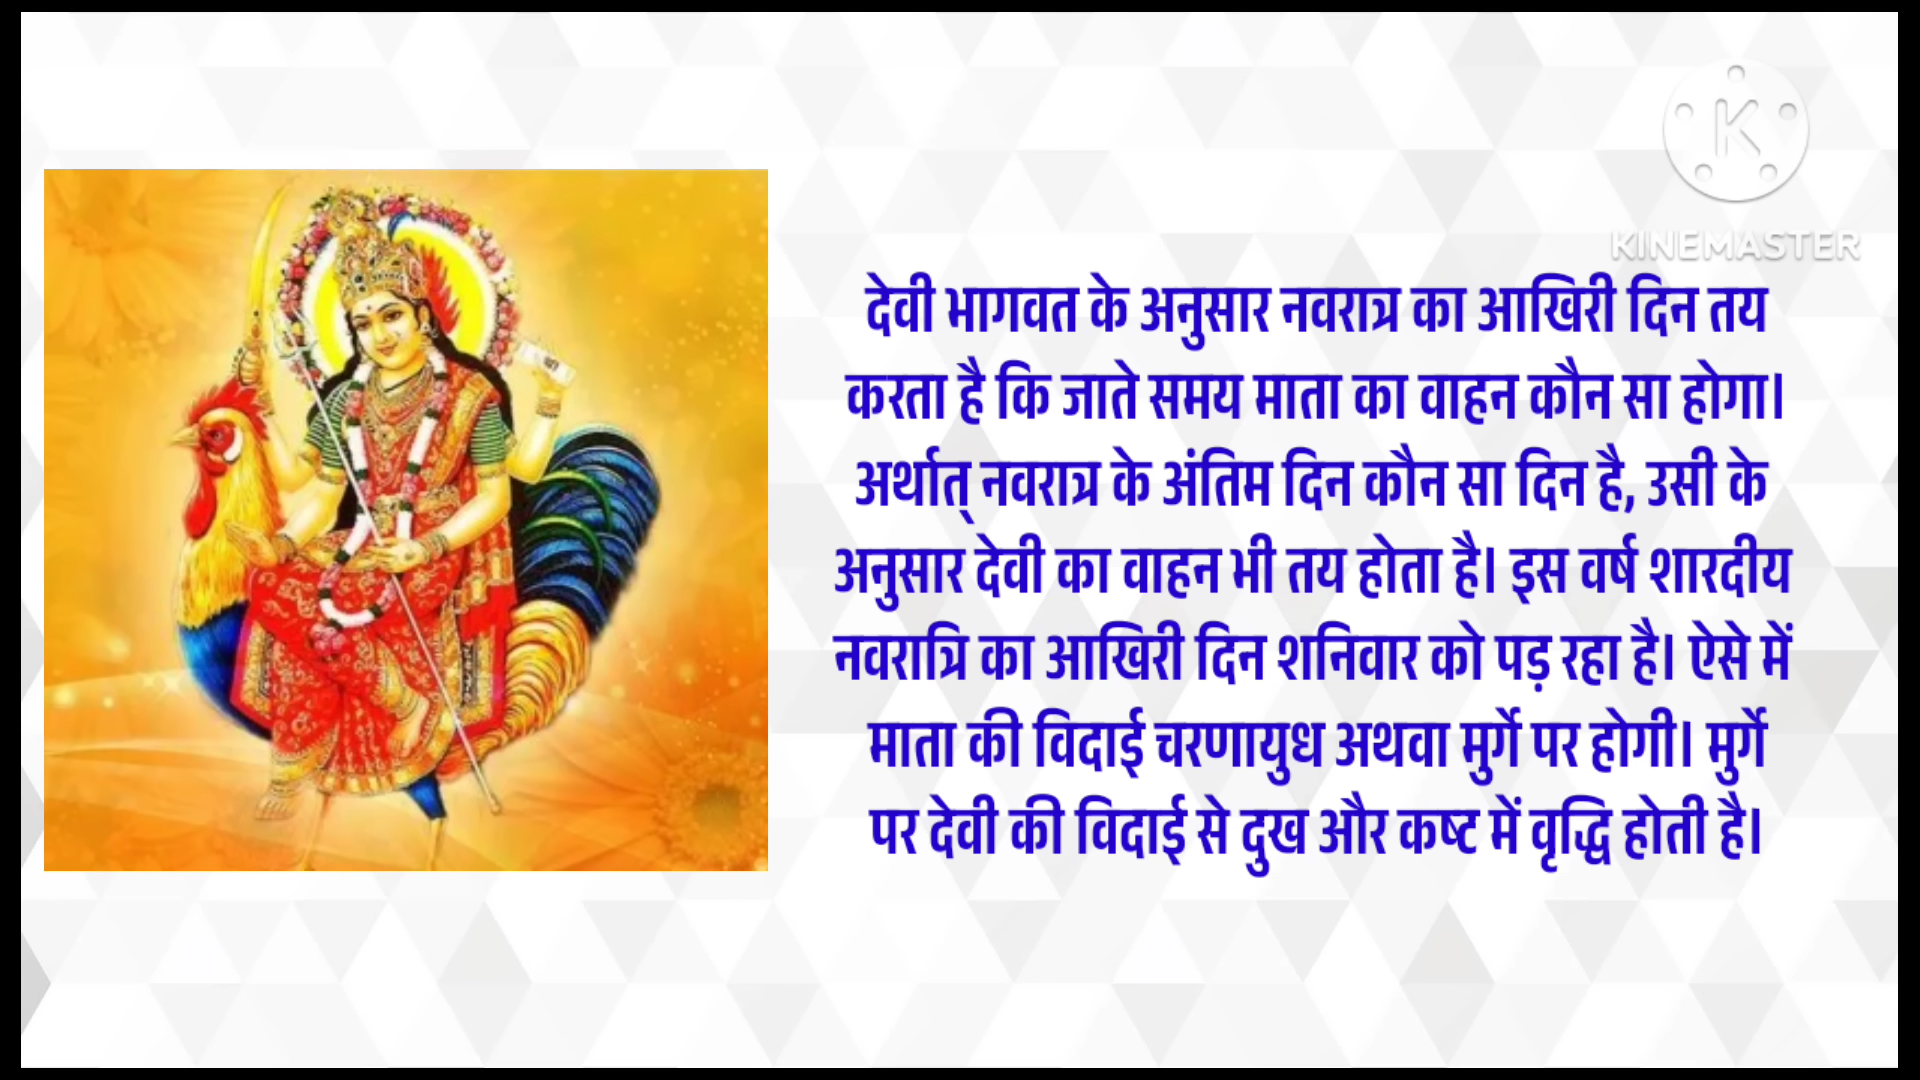 K
KINEMASTER
देवी भागवत के अनुसार नवरात्र का आखिरी दिन तय
करता है कि जाते समय माता का वाहन कौन सा होगा।
अर्थात् नवरात्र के अंतिम दिन कौन सा दिन है, उसी के
अनुसार देवी का वाहन भी तय होता है। इस वर्ष शारदीय
नवरात्रि का आखिरी दिन शनिवार को पड़ रहा है। ऐसे में
माता की विदाई चरणायुध अथवा मुर्गे पर होगी। मुर्गे
पर देवी की विदाई से दुख और कष्ट में वृद्धि होती है।